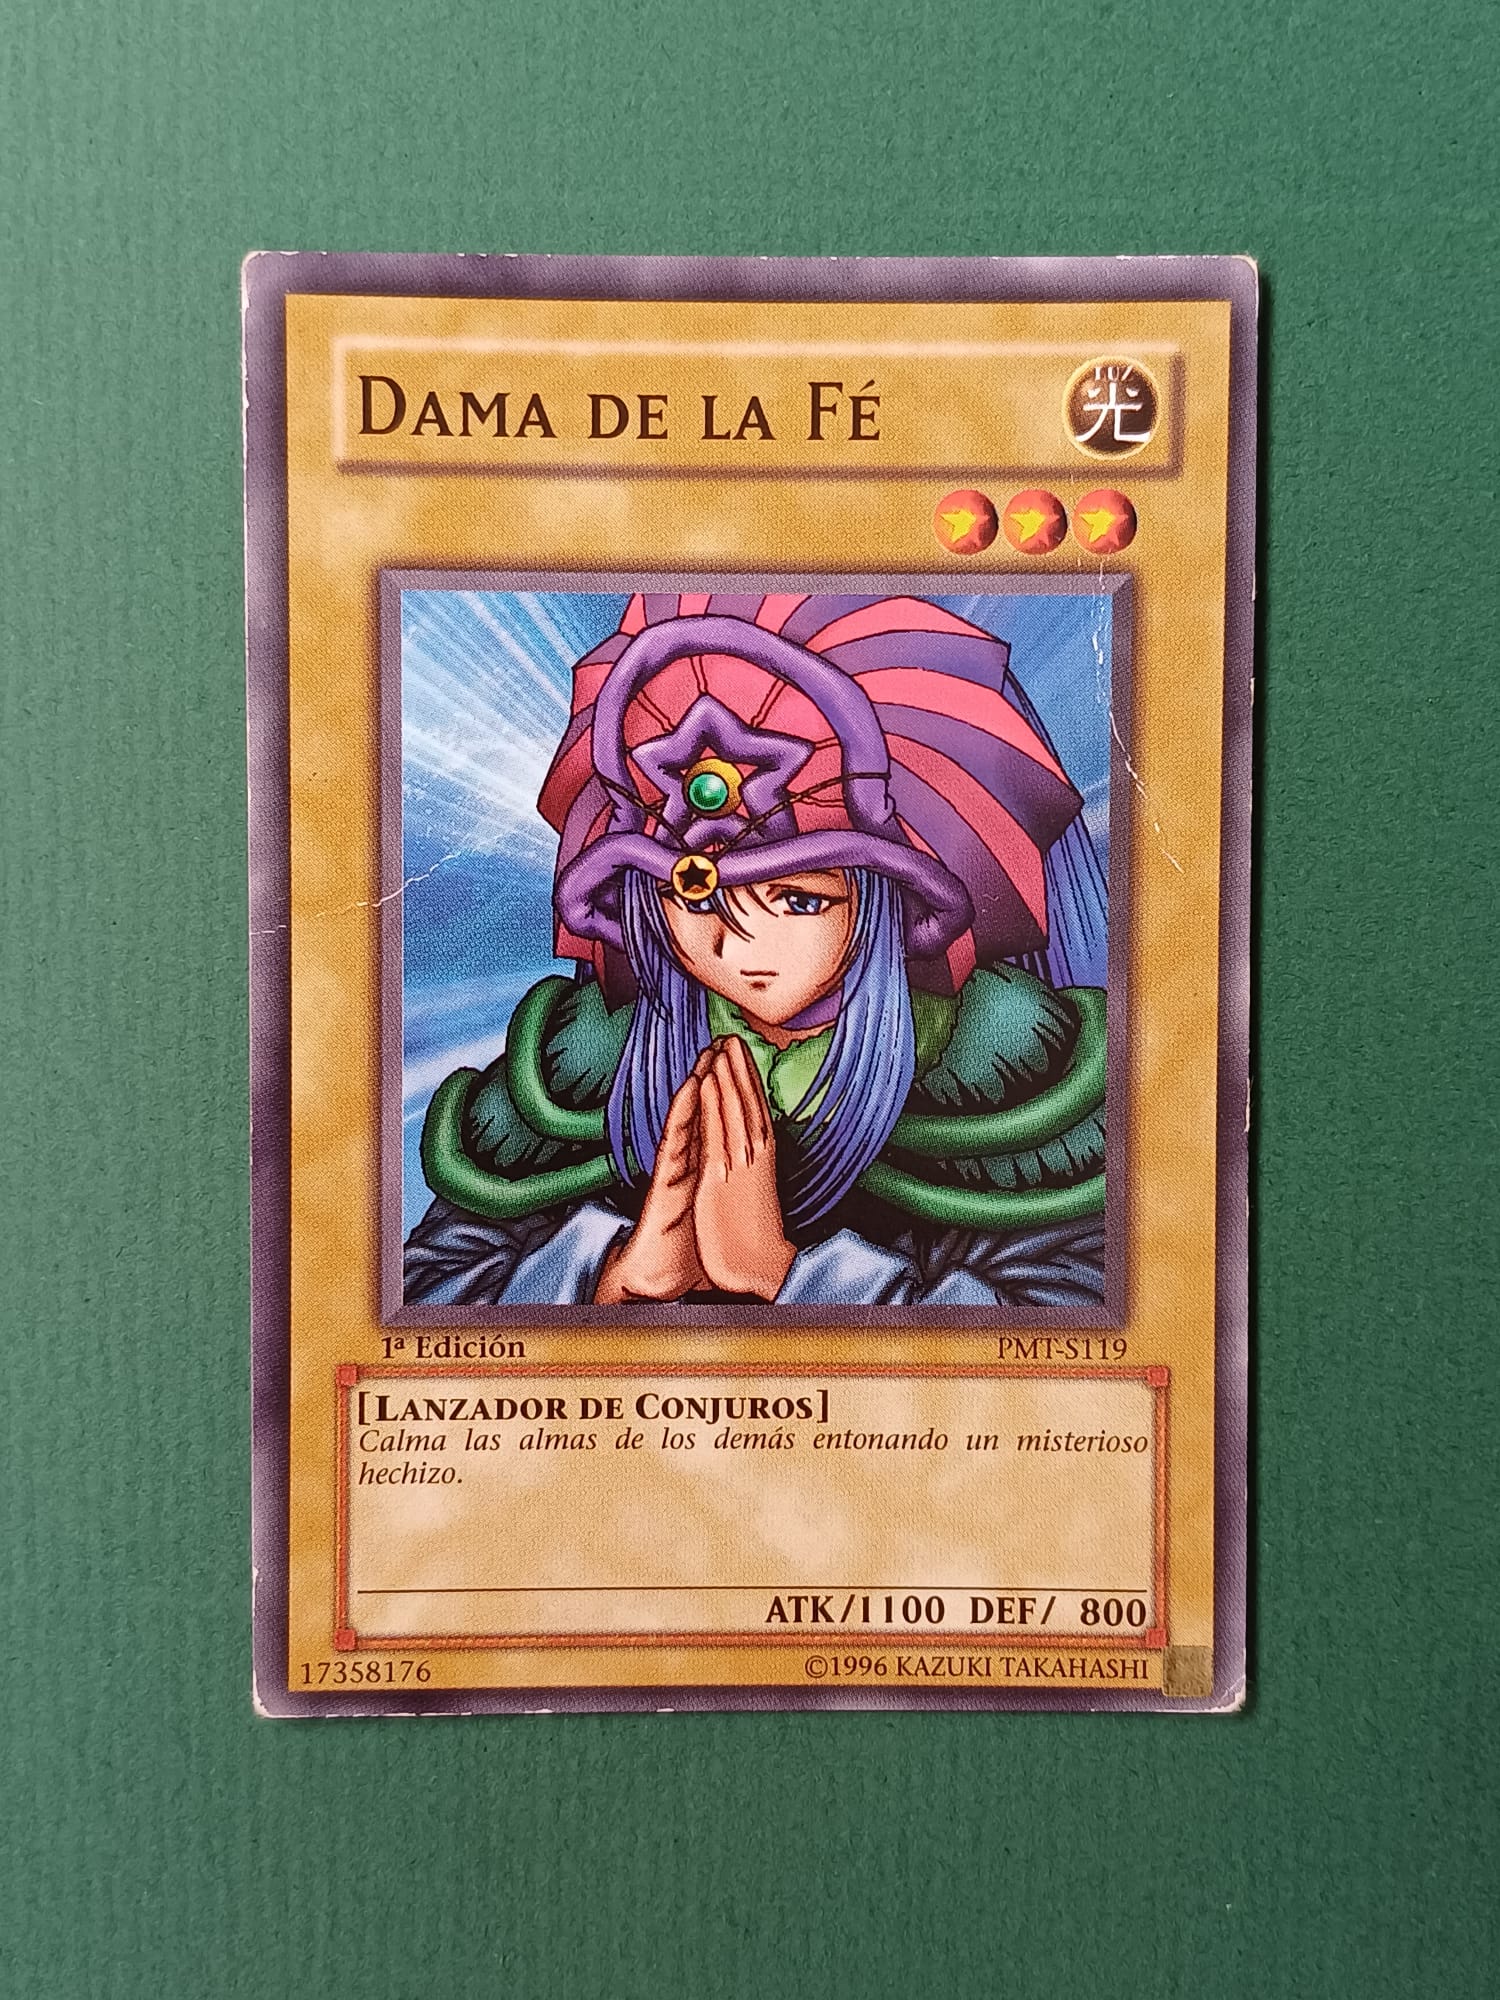 DAMA DE LA FÉ
LUZ
光
1ª Edición
PMT-S119
[LANZADOR DE CONJUROS]
Calma las almas de los demás entonando un misterioso
hechizo.
ATK/1100 DEF/ 800
17358176
©1996 KAZUKI TAKAHASHI